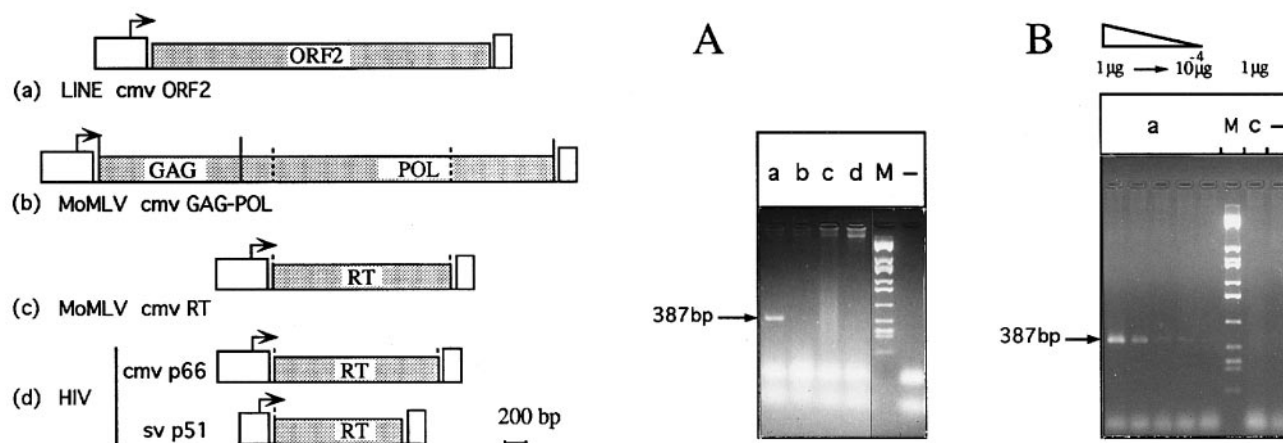 ORF2
(a) LINE cmv ORF2
GAG POL
(b) MoMLV cmv GAG-POL
RT
(c) MoMLV cmv RT
(d) HIV
cmv p66 RT
sv p51 RT
200 bp
A
a b c d M –
387bp
B
1µg → 10⁻⁴µg 1µg
a M c –
387bp